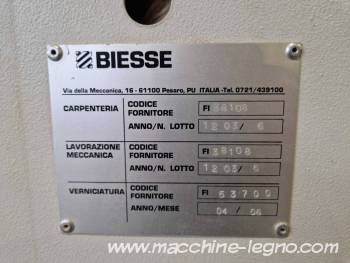 BIESSE
Via della Meccanica, 16 - 61100 Pesaro, PU ITALIA -Tel. 0721/439100
CARPENTERIA CODICE FORNITORE FI 38108
ANNO/N. LOTTO 12 03/ 6
LAVORAZIONE MECCANICA CODICE FORNITORE FI 38108
ANNO/N. LOTTO 12 03/ 6
VERNICIATURA CODICE FORNITORE FI 53700
ANNO/MESE 04 / 06
www.macchine-legno.com